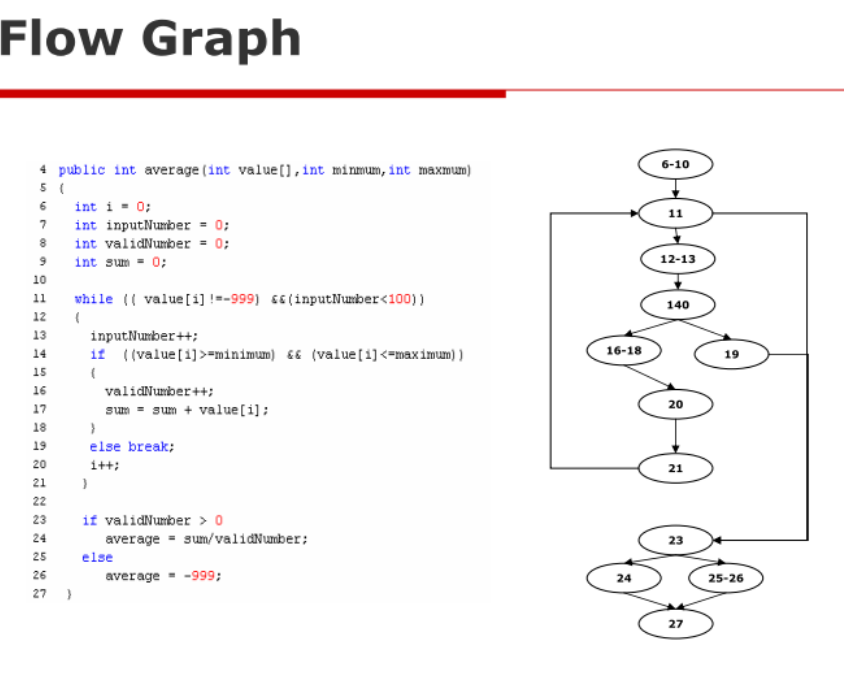 Flow Graph
4 public int average(int value[],int minmum,int maxmum)
5 {
6 int i = 0;
7 int inputNumber = 0;
8 int validNumber = 0;
9 int sum = 0;
10
11 while (( value[i]!=-999) &&(inputNumber<100))
12 {
13 inputNumber++;
14 if ((value[i]>=minimum) && (value[i]<=maximum))
15 {
16 validNumber++;
17 sum = sum + value[i];
18 }
19 else break;
20 i++;
21 }
22
23 if validNumber > 0
24 average = sum/validNumber;
25 else
26 average = -999;
27 }
6-10
11
12-13
140
16-18
19
20
21
23
24
25-26
27